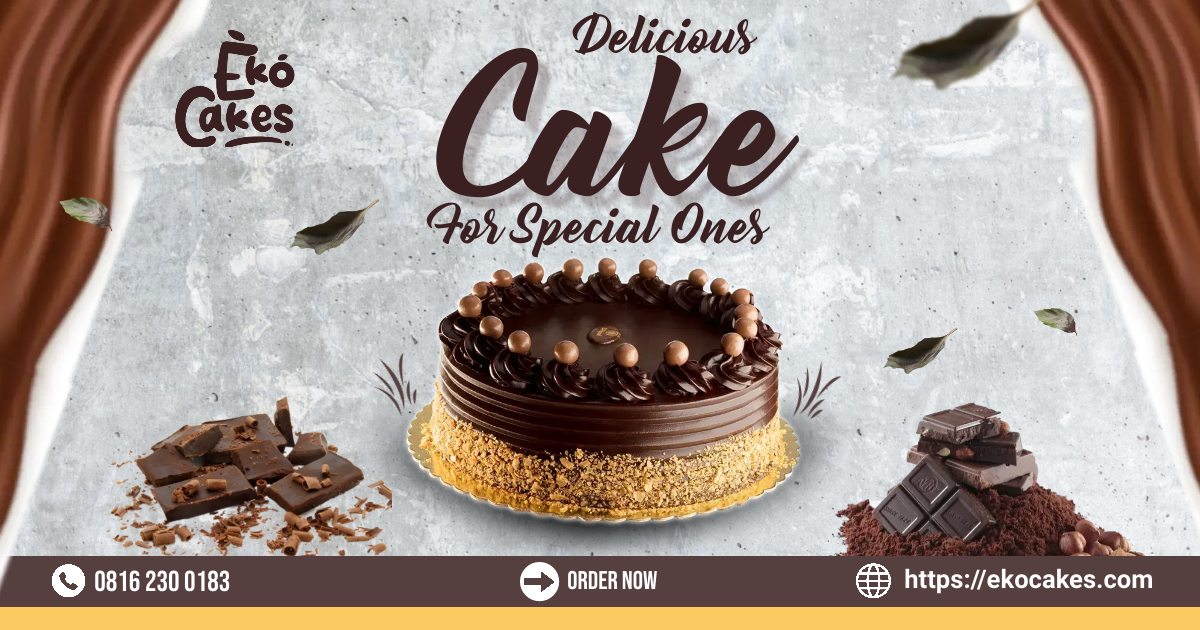 Èkó
Cakes
Delicious
Cake
For Special Ones
0816 230 0183
ORDER NOW
https://ekocakes.com